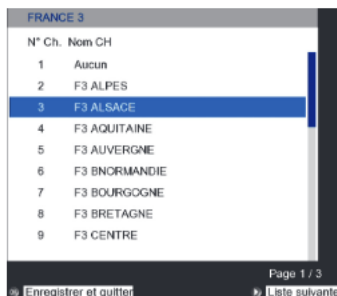 FRANCE 3
N° Ch. Nom CH
1 Aucun
2 F3 ALPES
3 F3 ALSACE
4 F3 AQUITAINE
5 F3 AUVERGNE
6 F3 BNORMANDIE
7 F3 BOURGOGNE
8 F3 BRETAGNE
9 F3 CENTRE
Page 1 / 3
Enregistrer et quitter Liste suivante